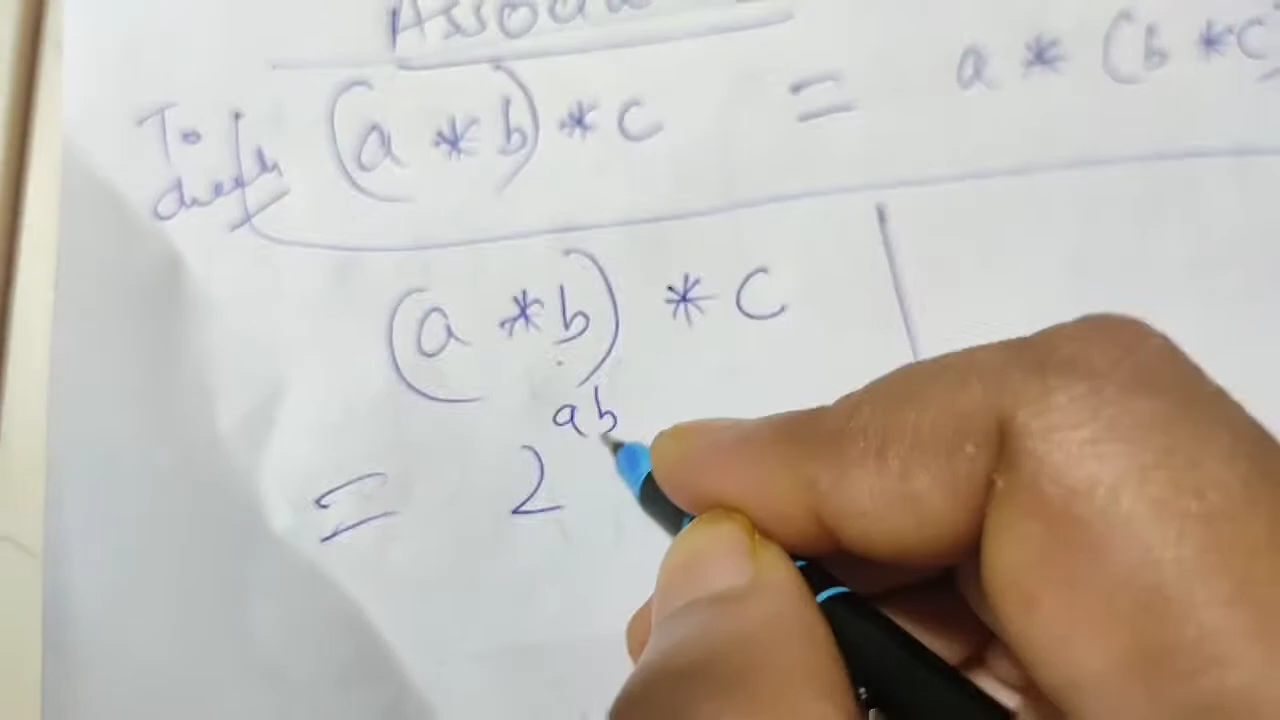 To check (a * b) * c = a * (b * c)
(a * b) * c
= 2^ab